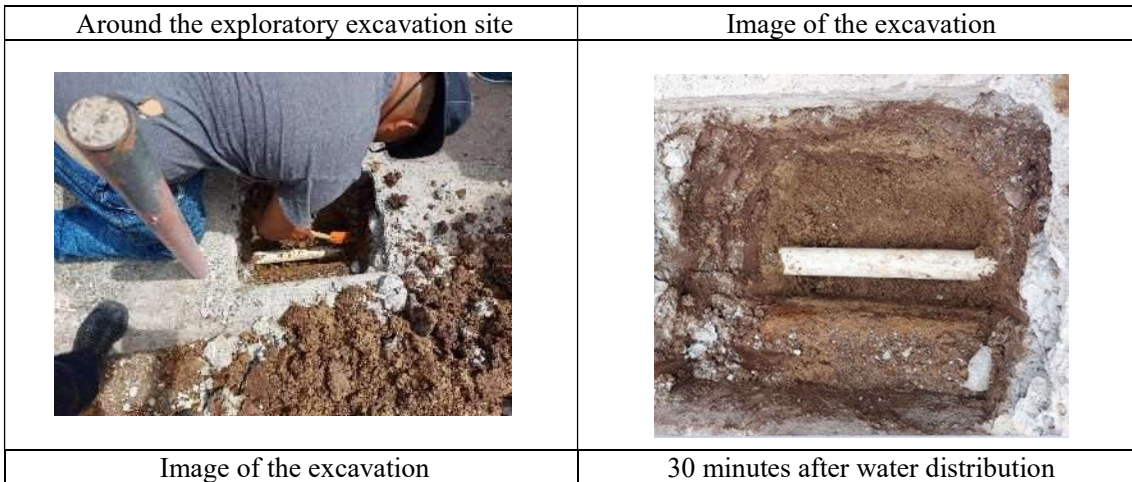 Around the exploratory excavation site
Image of the excavation
Image of the excavation
30 minutes after water distribution